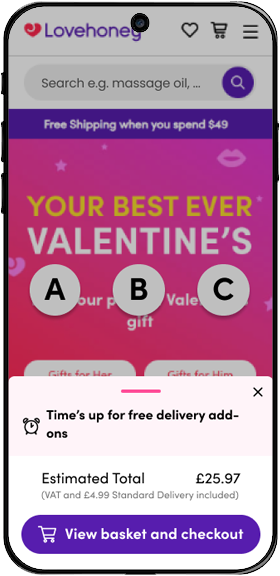 Lovehoney
Search e.g. massage oil, ...
Free Shipping when you spend $49
YOUR BEST EVER
VALENTINE'S
A B C
our p Vale
gift
Gifts for Her Gifts for Him
Time's up for free delivery add-
ons
Estimated Total £25.97
(VAT and £4.99 Standard Delivery included)
View basket and checkout